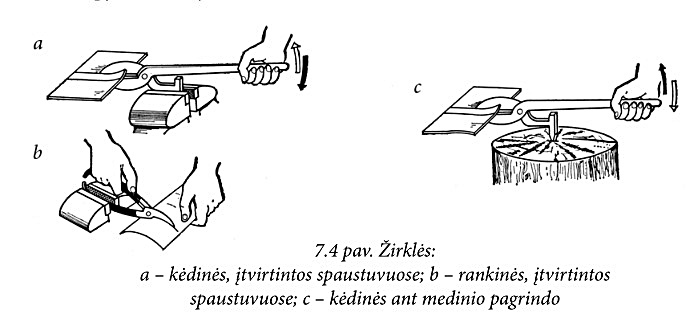 a
c
b
7.4 pav. Žirklės:
a – kėdinės, įtvirtintos spaustuvuose; b – rankinės, įtvirtintos
spaustuvuose; c – kėdinės ant medinio pagrindo